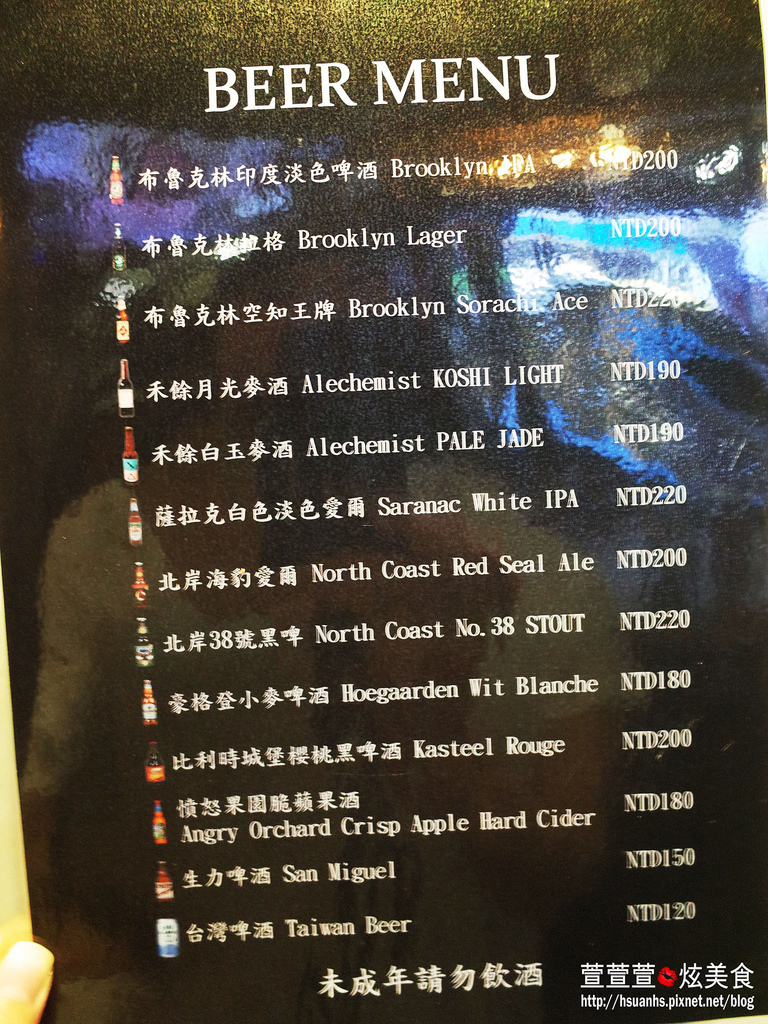 BEER MENU
布魯克林印度淡色啤酒 Brooklyn IPA NTD200
布魯克林拉格 Brooklyn Lager NTD200
布魯克林空知王牌 Brooklyn Sorachi Ace NTD220
禾餘月光麥酒 Alechemist KOSHI LIGHT NTD190
禾餘白玉麥酒 Alechemist PALE JADE NTD190
薩拉克白色淡色愛爾 Saranac White IPA NTD220
北岸海豹愛爾 North Coast Red Seal Ale NTD200
北岸38號黑啤 North Coast No.38 STOUT NTD220
豪格登小麥啤酒 Hoegaarden Wit Blanche NTD180
比利時城堡櫻桃黑啤酒 Kasteel Rouge NTD200
憤怒果園脆蘋果酒
Angry Orchard Crisp Apple Hard Cider NTD180
生力啤酒 San Miguel NTD150
台灣啤酒 Taiwan Beer NTD120
未成年請勿飲酒
萱萱萱炫美食
http://hsuanhs.pixnet.net/blog